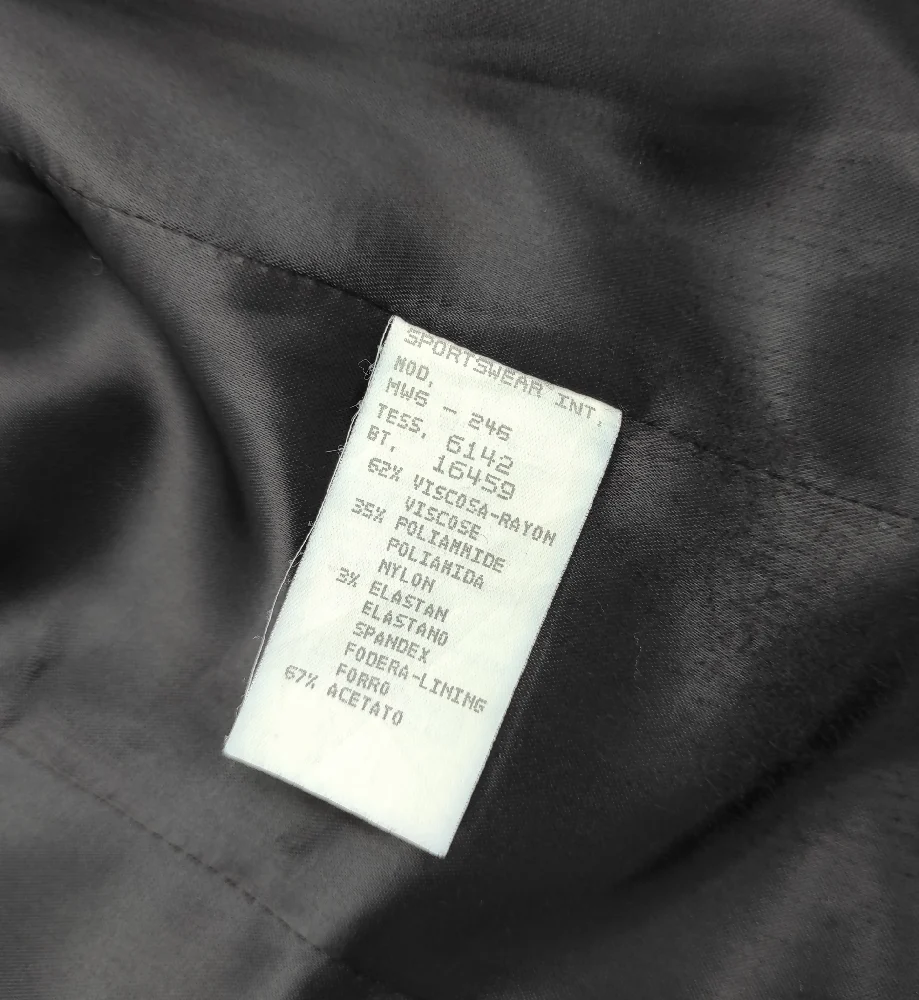 SPORTSWEAR INT.
MOD.
MW6 - 246
TESS. 6142
BT. 16459
62% VISCOSA-RAYON
VISCOSE
35% POLIAMMIDE
POLIAMIDA
NYLON
3% ELASTAN
ELASTANO
SPANDEX
FODERA-LINING
FORRO
67% ACETATO